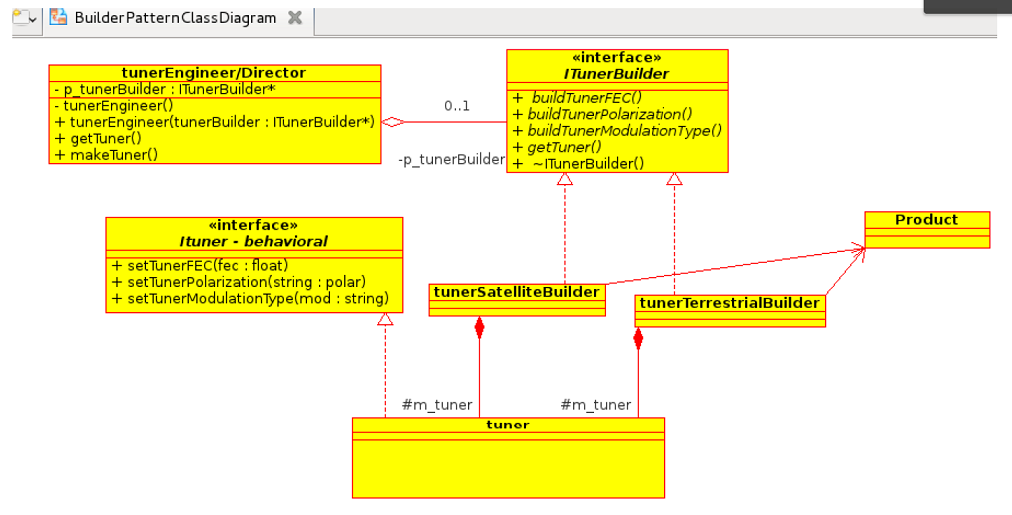 BuilderPatternClassDiagram
tunerEngineer/Director
- p_tunerBuilder : ITunerBuilder*
- tunerEngineer()
+ tunerEngineer(tunerBuilder : ITunerBuilder*)
+ getTuner()
+ makeTuner()
0..1
-p_tunerBuilder
«interface»
ITunerBuilder
+ buildTunerFEC()
+ buildTunerPolarization()
+ buildTunerModulationType()
+ getTuner()
+ ~ITunerBuilder()
«interface»
Ituner - behavioral
+ setTunerFEC(fec : float)
+ setTunerPolarization(string : polar)
+ setTunerModulationType(mod : string)
Product
tunerSatelliteBuilder
tunerTerrestrialBuilder
#m_tuner
#m_tuner
tuner